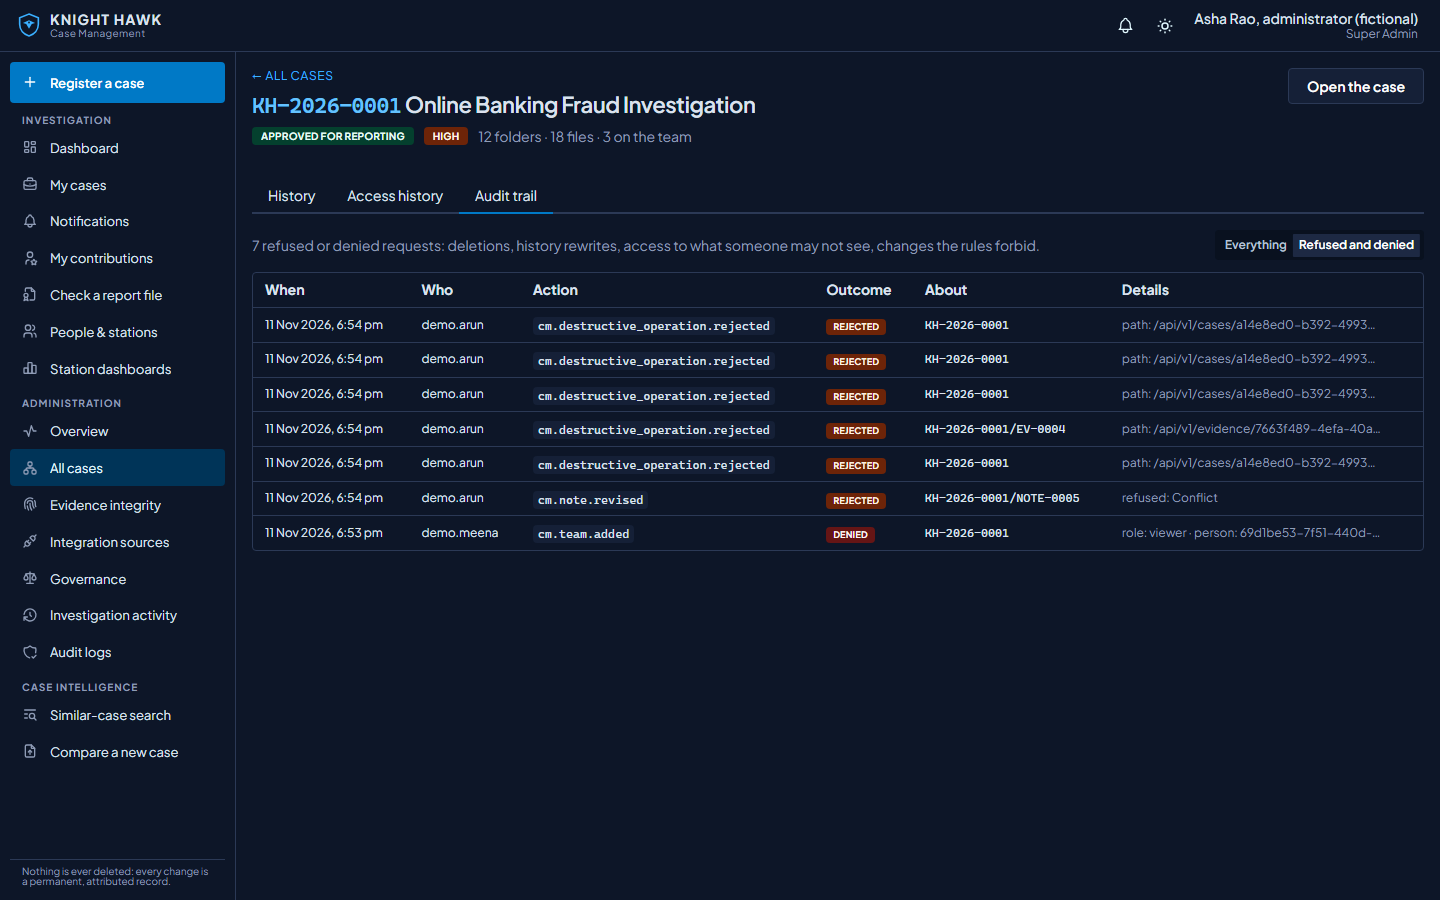 KNIGHT HAWK
Case Management
Asha Rao, administrator (fictional)
Super Admin
Register a case
INVESTIGATION
Dashboard
My cases
Notifications
My contributions
Check a report file
People & stations
Station dashboards
ADMINISTRATION
Overview
All cases
Evidence integrity
Integration sources
Governance
Investigation activity
Audit logs
CASE INTELLIGENCE
Similar-case search
Compare a new case
Nothing is ever deleted: every change is
a permanent, attributed record.
← ALL CASES
KH-2026-0001 Online Banking Fraud Investigation
Open the case
APPROVED FOR REPORTING HIGH 12 folders · 18 files · 3 on the team
History Access history Audit trail
7 refused or denied requests: deletions, history rewrites, access to what someone may not see, changes the rules forbid.
Everything Refused and denied
When Who Action Outcome About Details
11 Nov 2026, 6:54 pm demo.arun cm.destructive_operation.rejected REJECTED KH-2026-0001 path: /api/v1/cases/a14e8ed0-b392-4993…
11 Nov 2026, 6:54 pm demo.arun cm.destructive_operation.rejected REJECTED KH-2026-0001 path: /api/v1/cases/a14e8ed0-b392-4993…
11 Nov 2026, 6:54 pm demo.arun cm.destructive_operation.rejected REJECTED KH-2026-0001 path: /api/v1/cases/a14e8ed0-b392-4993…
11 Nov 2026, 6:54 pm demo.arun cm.destructive_operation.rejected REJECTED KH-2026-0001/EV-0004 path: /api/v1/evidence/7663f489-4efa-40a…
11 Nov 2026, 6:54 pm demo.arun cm.destructive_operation.rejected REJECTED KH-2026-0001 path: /api/v1/cases/a14e8ed0-b392-4993…
11 Nov 2026, 6:54 pm demo.arun cm.note.revised REJECTED KH-2026-0001/NOTE-0005 refused: Conflict
11 Nov 2026, 6:53 pm demo.meena cm.team.added DENIED KH-2026-0001 role: viewer · person: 69d1be53-7f51-440d-…